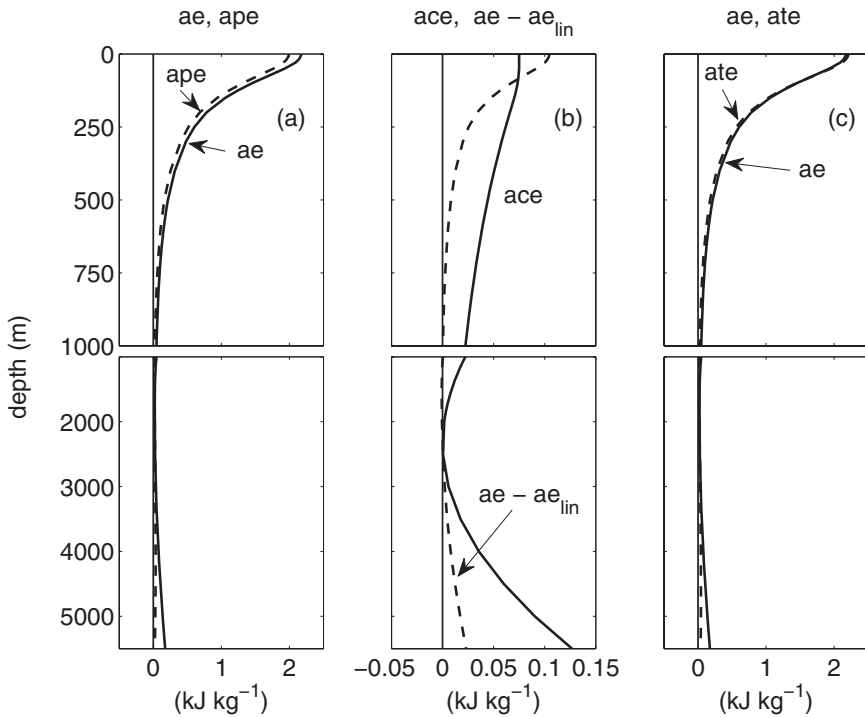 ae, ape
ace, ae − ae_lin
ae, ate
0
250
500
750
1000
2000
3000
4000
5000
depth (m)
ape
(a)
ae
(b)
ace
ate
(c)
ae
ae − ae_lin
0 1 2
−0.05 0 0.05 0.1 0.15
0 1 2
(kJ kg⁻¹)
(kJ kg⁻¹)
(kJ kg⁻¹)